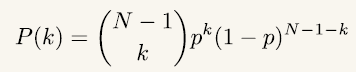 P(k) = \binom{N-1}{k} p^k (1-p)^{N-1-k}